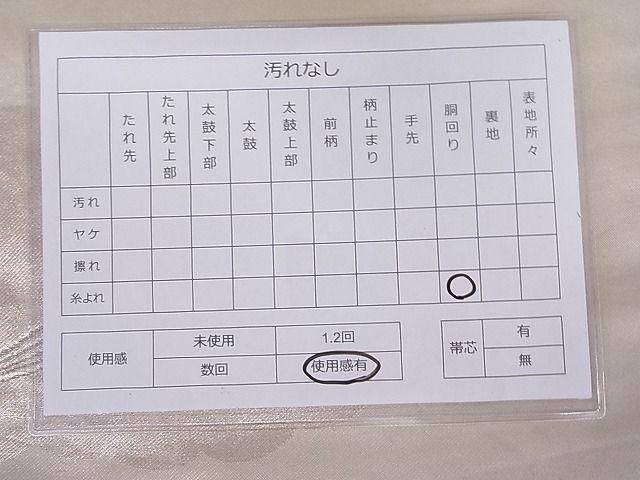 汚れなし
たれ先 たれ先上部 太鼓下部 太鼓 太鼓上部 前柄 柄止まり 手先 胴回り 裏地 表地所々
汚れ
ヤケ
擦れ
糸よれ
使用感 未使用 1.2回
数回 使用感有
帯芯 有
無